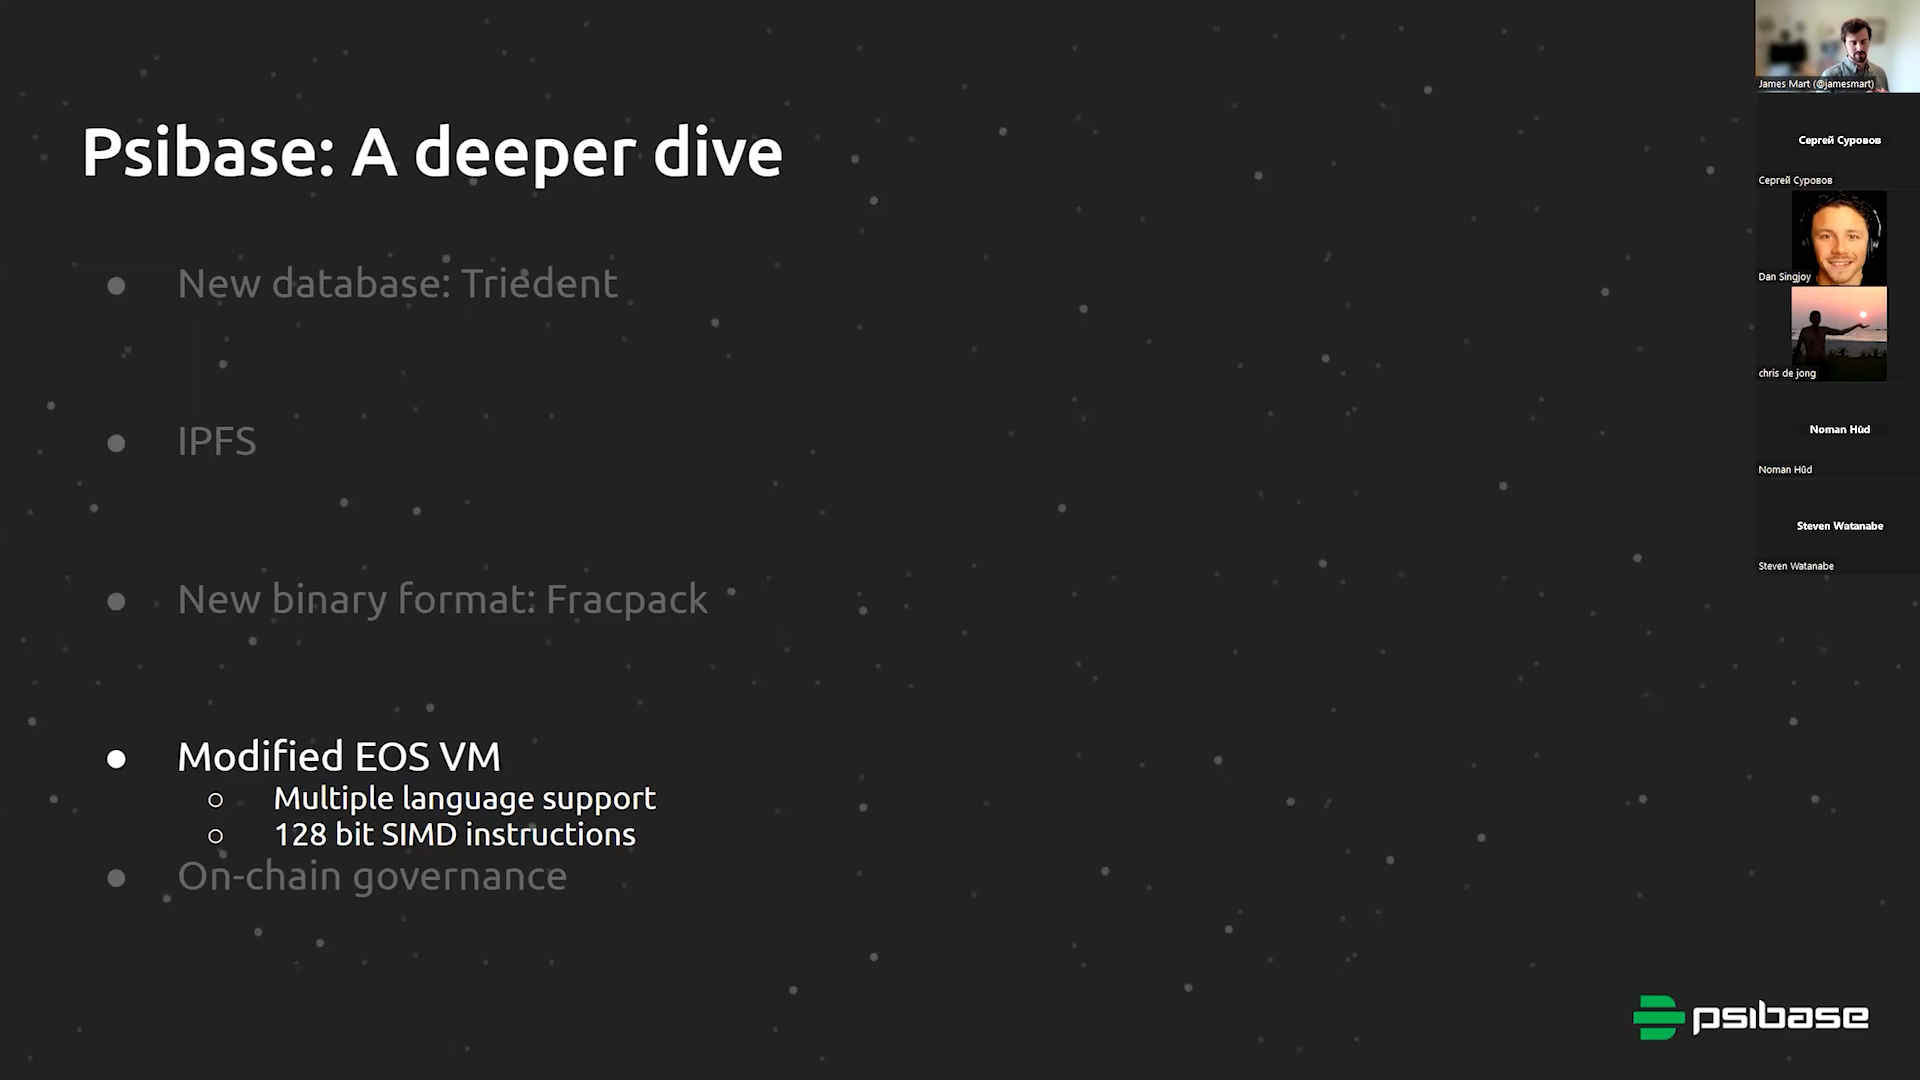 Psibase: A deeper dive
● New database: Triedent
● IPFS
● New binary format: Fracpack
● Modified EOS VM
○ Multiple language support
○ 128 bit SIMD instructions
● On-chain governance
psibase
James Mart (@jamesmart)
Сергей Суровов
Сергей Суровов
Dan Singjoy
chris de jong
Noman Hūd
Noman Hūd
Steven Watanabe
Steven Watanabe